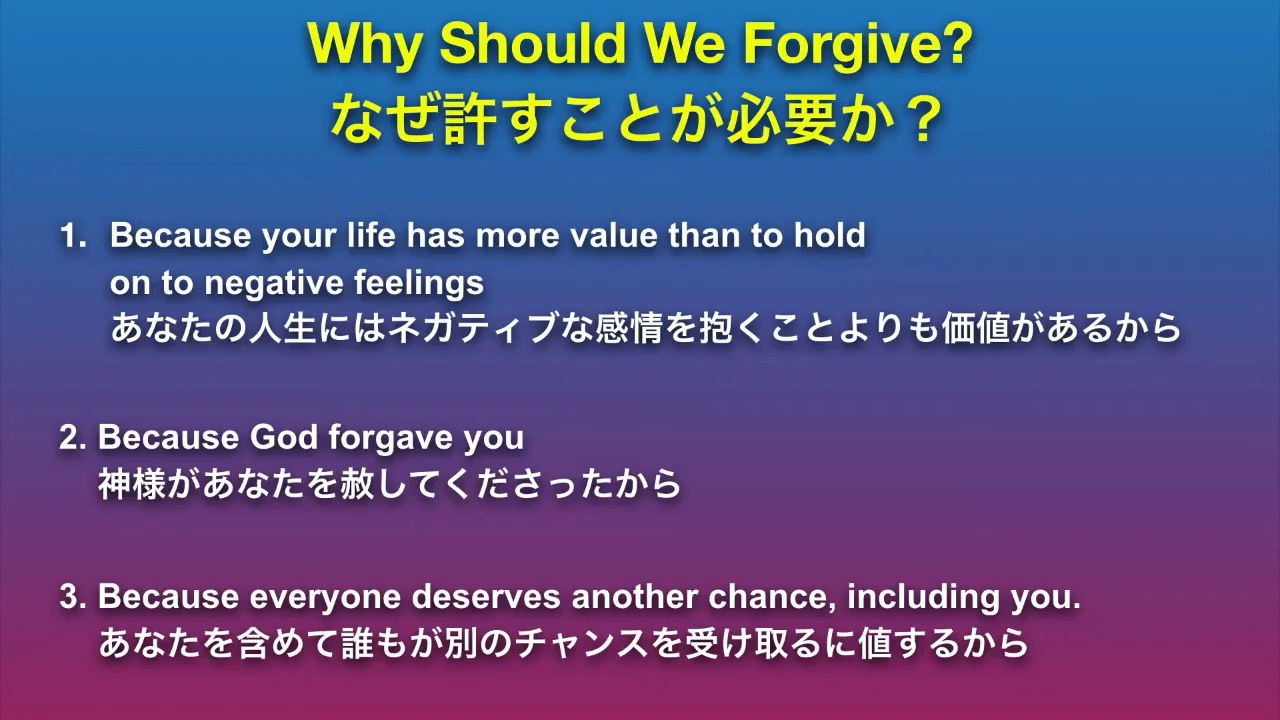 Why Should We Forgive?
なぜ許すことが必要か？
1. Because your life has more value than to hold
on to negative feelings
あなたの人生にはネガティブな感情を抱くことよりも価値があるから
2. Because God forgave you
神様があなたを赦してくださったから
3. Because everyone deserves another chance, including you.
あなたを含めて誰もが別のチャンスを受け取るに値するから